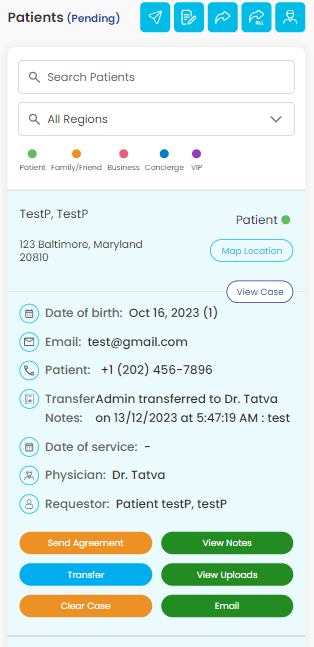 Patients (Pending)
ALL
Search Patients
All Regions
Patient Family/Friend Business Concierge VIP
TestP, TestP
Patient
123 Baltimore, Maryland
20810
Map Location
View Case
Date of birth: Oct 16, 2023 (1)
Email: test@gmail.com
Patient: +1 (202) 456-7896
Transfer Admin transferred to Dr. Tatva
Notes: on 13/12/2023 at 5:47:19 AM : test
Date of service: -
Physician: Dr. Tatva
Requestor: Patient testP, testP
Send Agreement View Notes
Transfer View Uploads
Clear Case Email